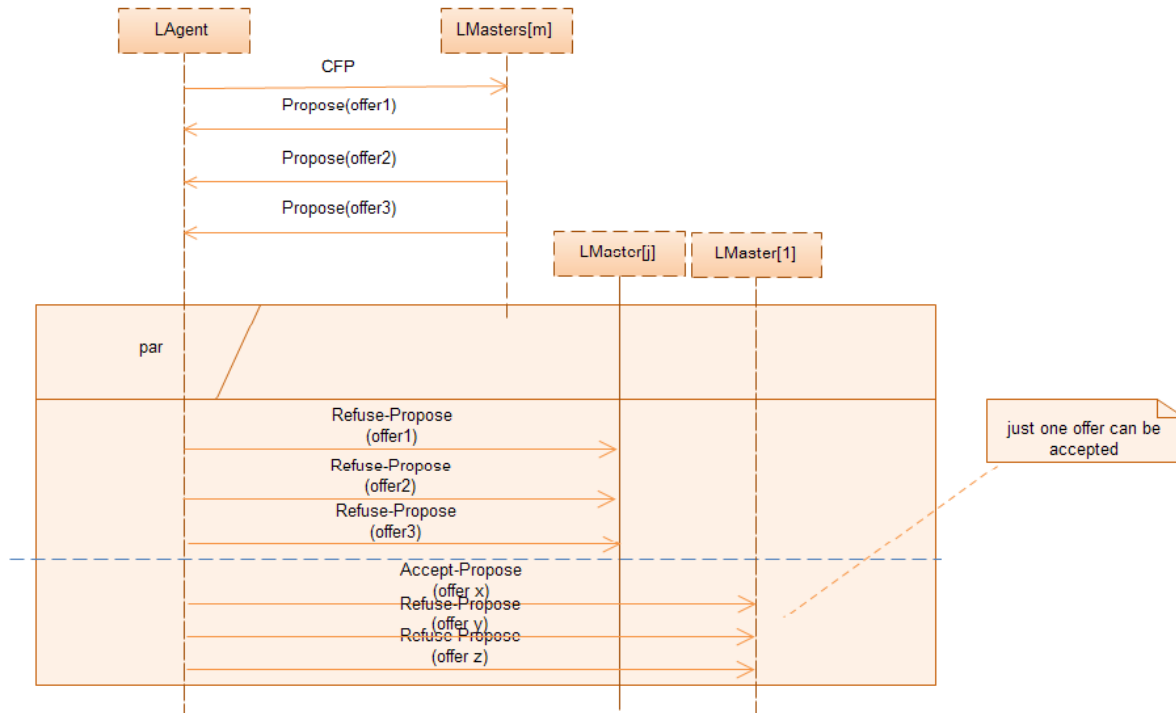 LAgent
LMasters[m]
CFP
Propose(offer1)
Propose(offer2)
Propose(offer3)
LMaster[j]
LMaster[1]
par
Refuse-Propose
(offer1)
Refuse-Propose
(offer2)
Refuse-Propose
(offer3)
just one offer can be
accepted
Accept-Propose
(offer x)
Refuse-Propose
(offer y)
Refuse-Propose
(offer z)